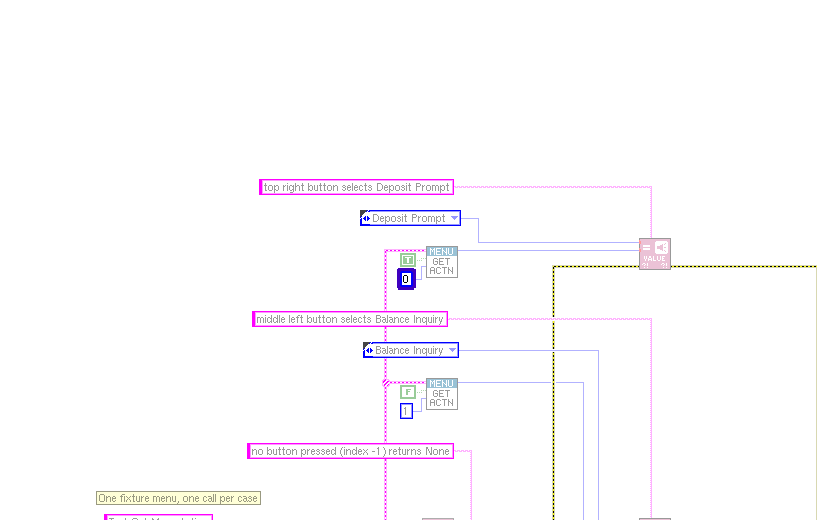 top right button selects Deposit Prompt
Deposit Prompt
MENU
GET
ACTN
T
0
=
VALUE
middle left button selects Balance Inquiry
Balance Inquiry
MENU
GET
ACTN
F
1
no button pressed (index -1) returns None
One fixture menu, one call per case